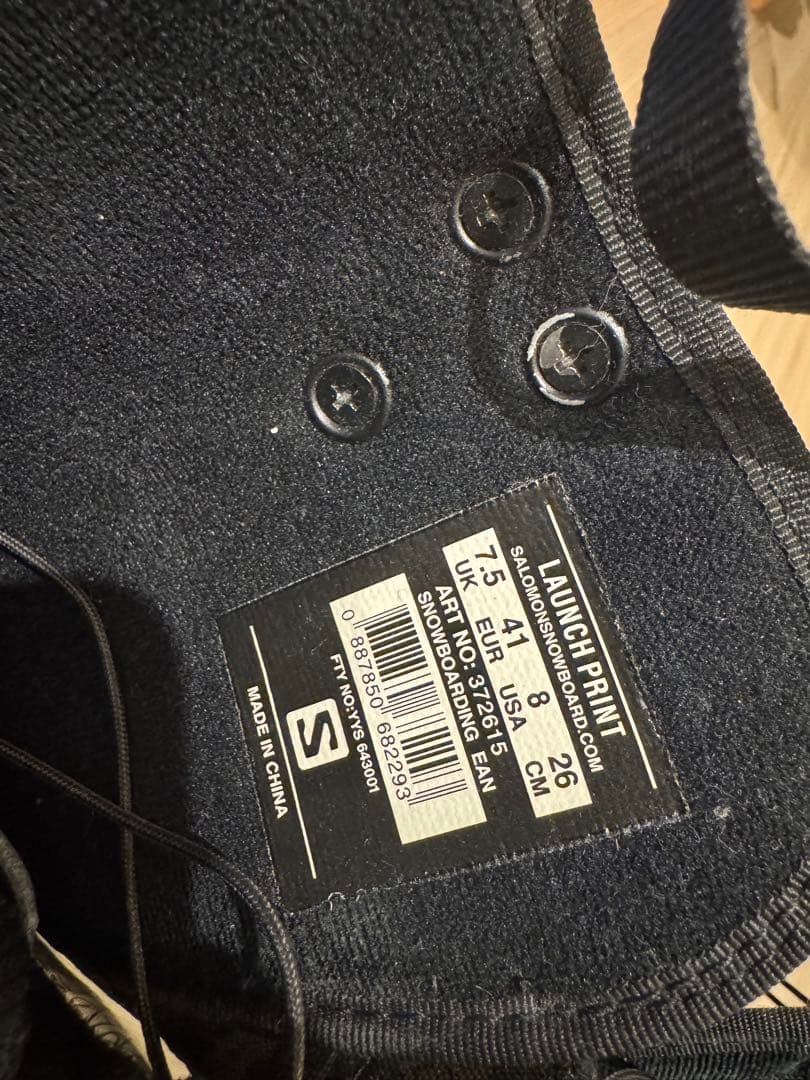 LAUNCH PRINT
SALOMONSNOWBOARD.COM
7.5 41 8 26
UK EUR USA CM
ART NO: 372615
SNOWBOARDING EAN
0 887850 682293
FTY NO:YYS 643001
S
MADE IN CHINA